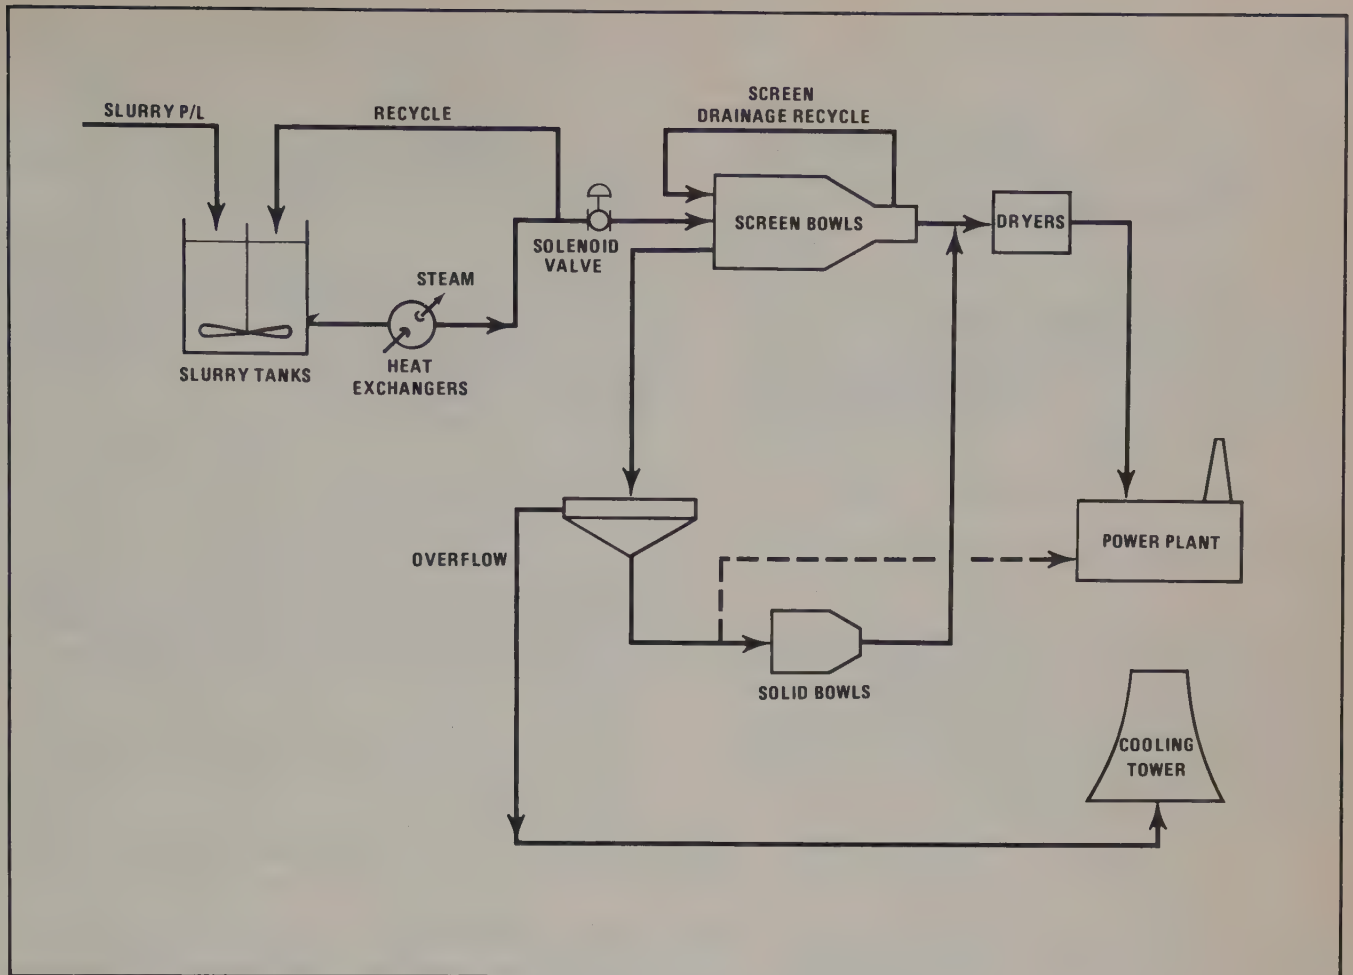 SLURRY P/L
RECYCLE
SCREEN
DRAINAGE RECYCLE
SCREEN BOWLS
DRYERS
SOLENOID
VALVE
STEAM
HEAT
EXCHANGERS
SLURRY TANKS
OVERFLOW
POWER PLANT
SOLID BOWLS
COOLING
TOWER